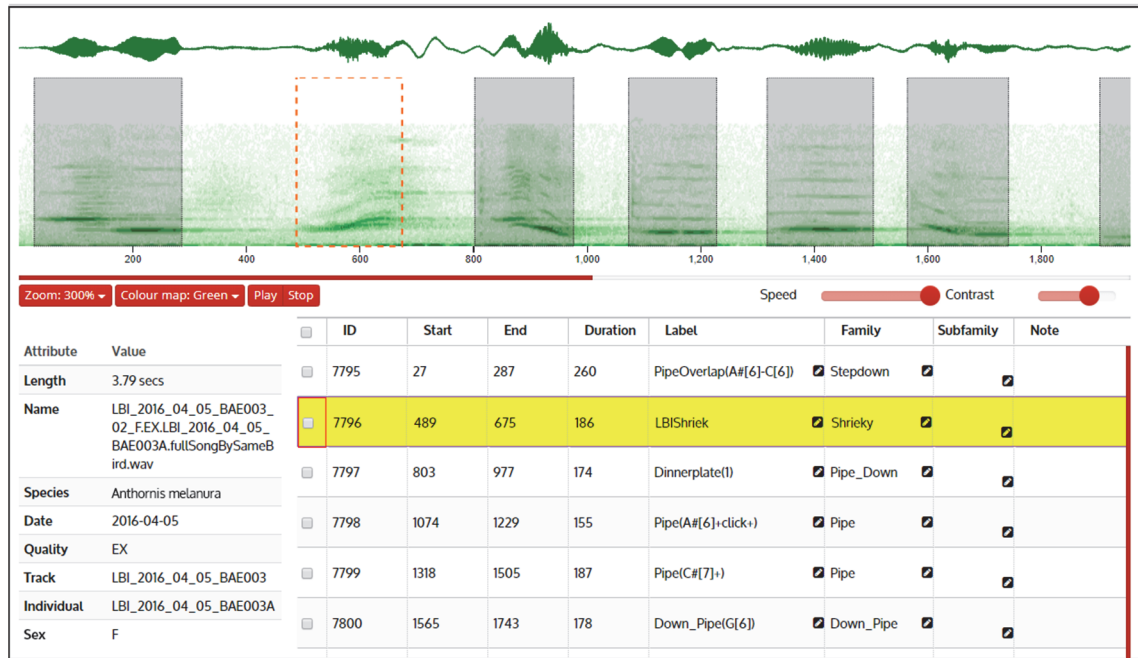 200 400 600 800 1,000 1,200 1,400 1,600 1,800
Zoom: 300% Colour map: Green Play Stop Speed Contrast
Attribute Value
Length 3.79 secs
Name LBI_2016_04_05_BAE003_
02_F.EX.LBI_2016_04_05_
BAE003A.fullSongBySameB
ird.wav
Species Anthornis melanura
Date 2016-04-05
Quality EX
Track LBI_2016_04_05_BAE003
Individual LBI_2016_04_05_BAE003A
Sex F
ID Start End Duration Label Family Subfamily Note
7795 27 287 260 PipeOverlap(A#[6]-C[6]) Stepdown
7796 489 675 186 LBIShriek Shrieky
7797 803 977 174 Dinnerplate(1) Pipe_Down
7798 1074 1229 155 Pipe(A#[6]+click+) Pipe
7799 1318 1505 187 Pipe(C#[7]+) Pipe
7800 1565 1743 178 Down_Pipe(G[6]) Down_Pipe